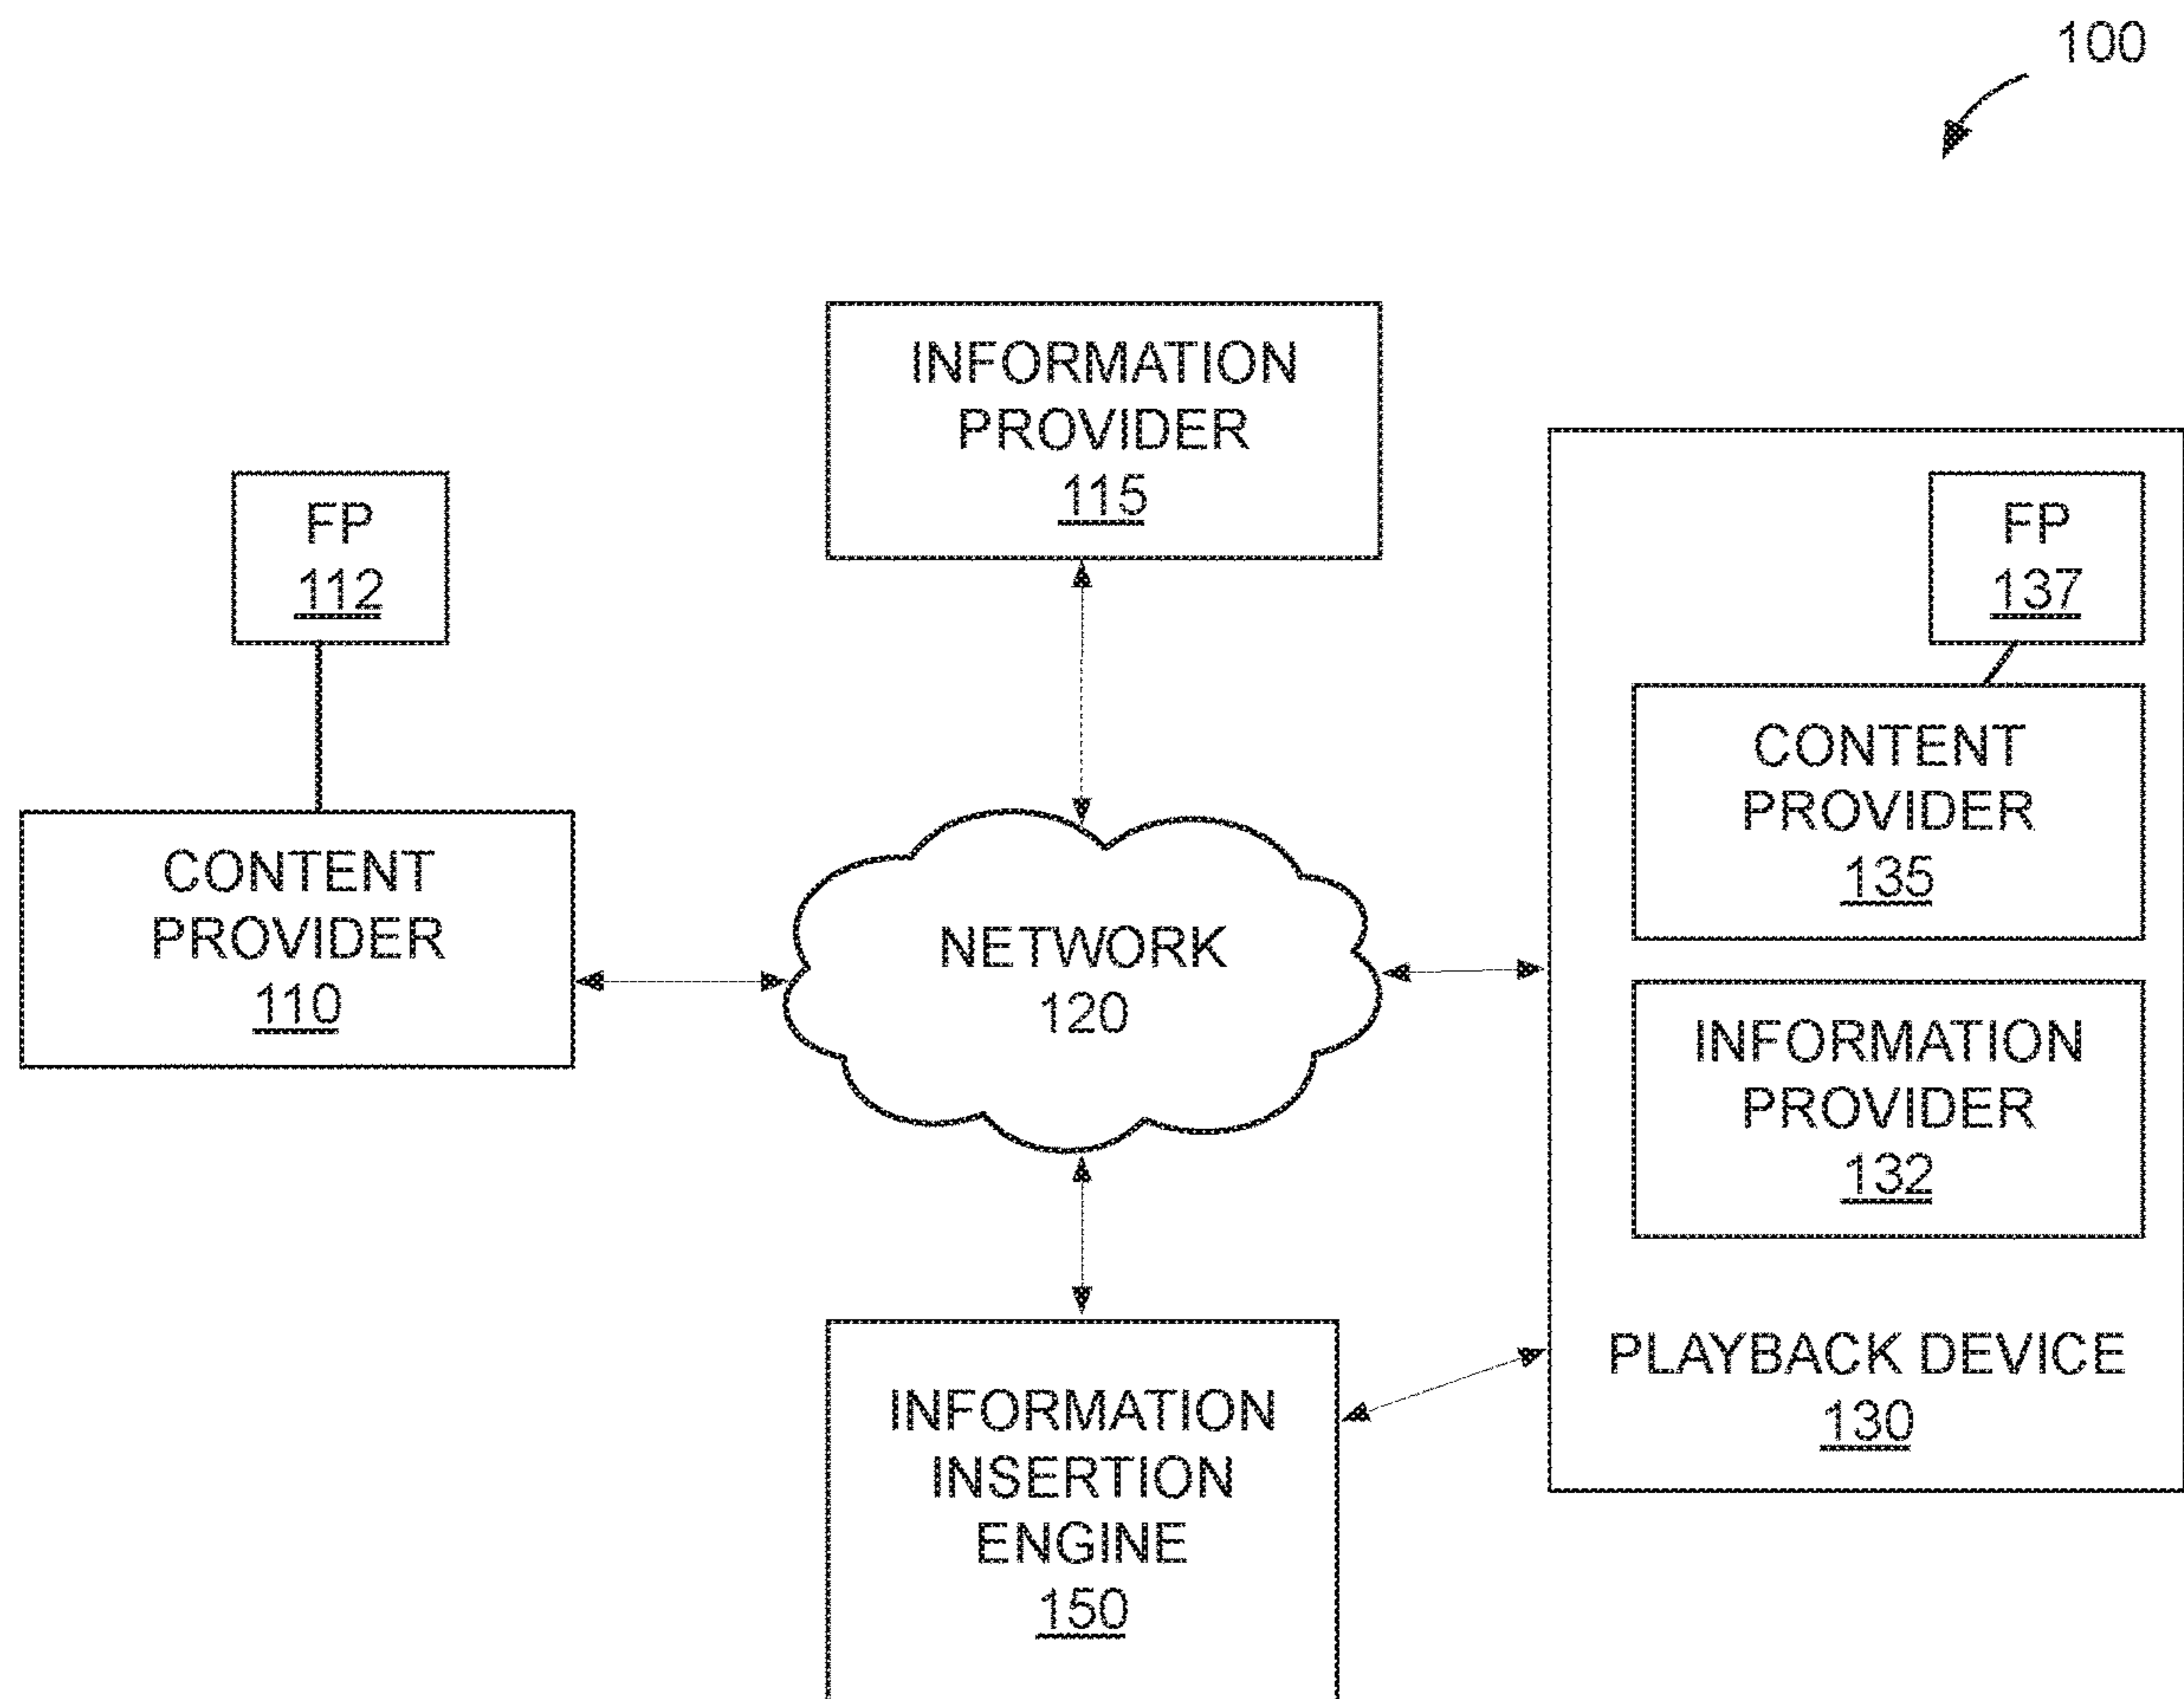 100
INFORMATION
PROVIDER
115
FP
112
FP
137
CONTENT
PROVIDER
135
CONTENT
PROVIDER
110
NETWORK
120
INFORMATION
PROVIDER
132
PLAYBACK DEVICE
130
INFORMATION
INSERTION
ENGINE
150